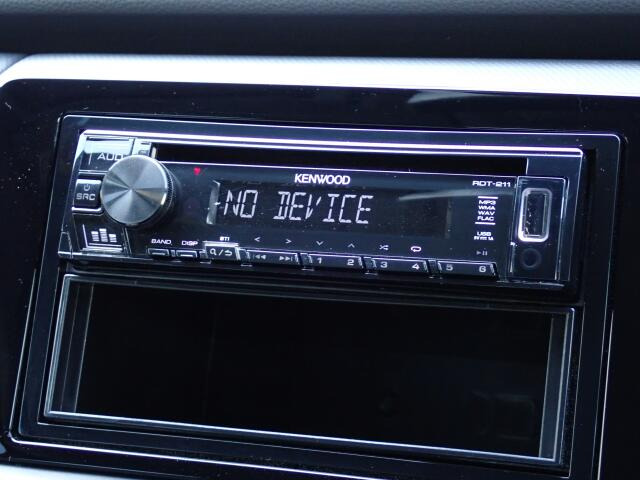 AUD
KENWOOD
RDT-211
SRC
NO DEVICE
MP3
WMA
WAV
FLAC
USB
BAND
DISP
1
2
3
4
5
6